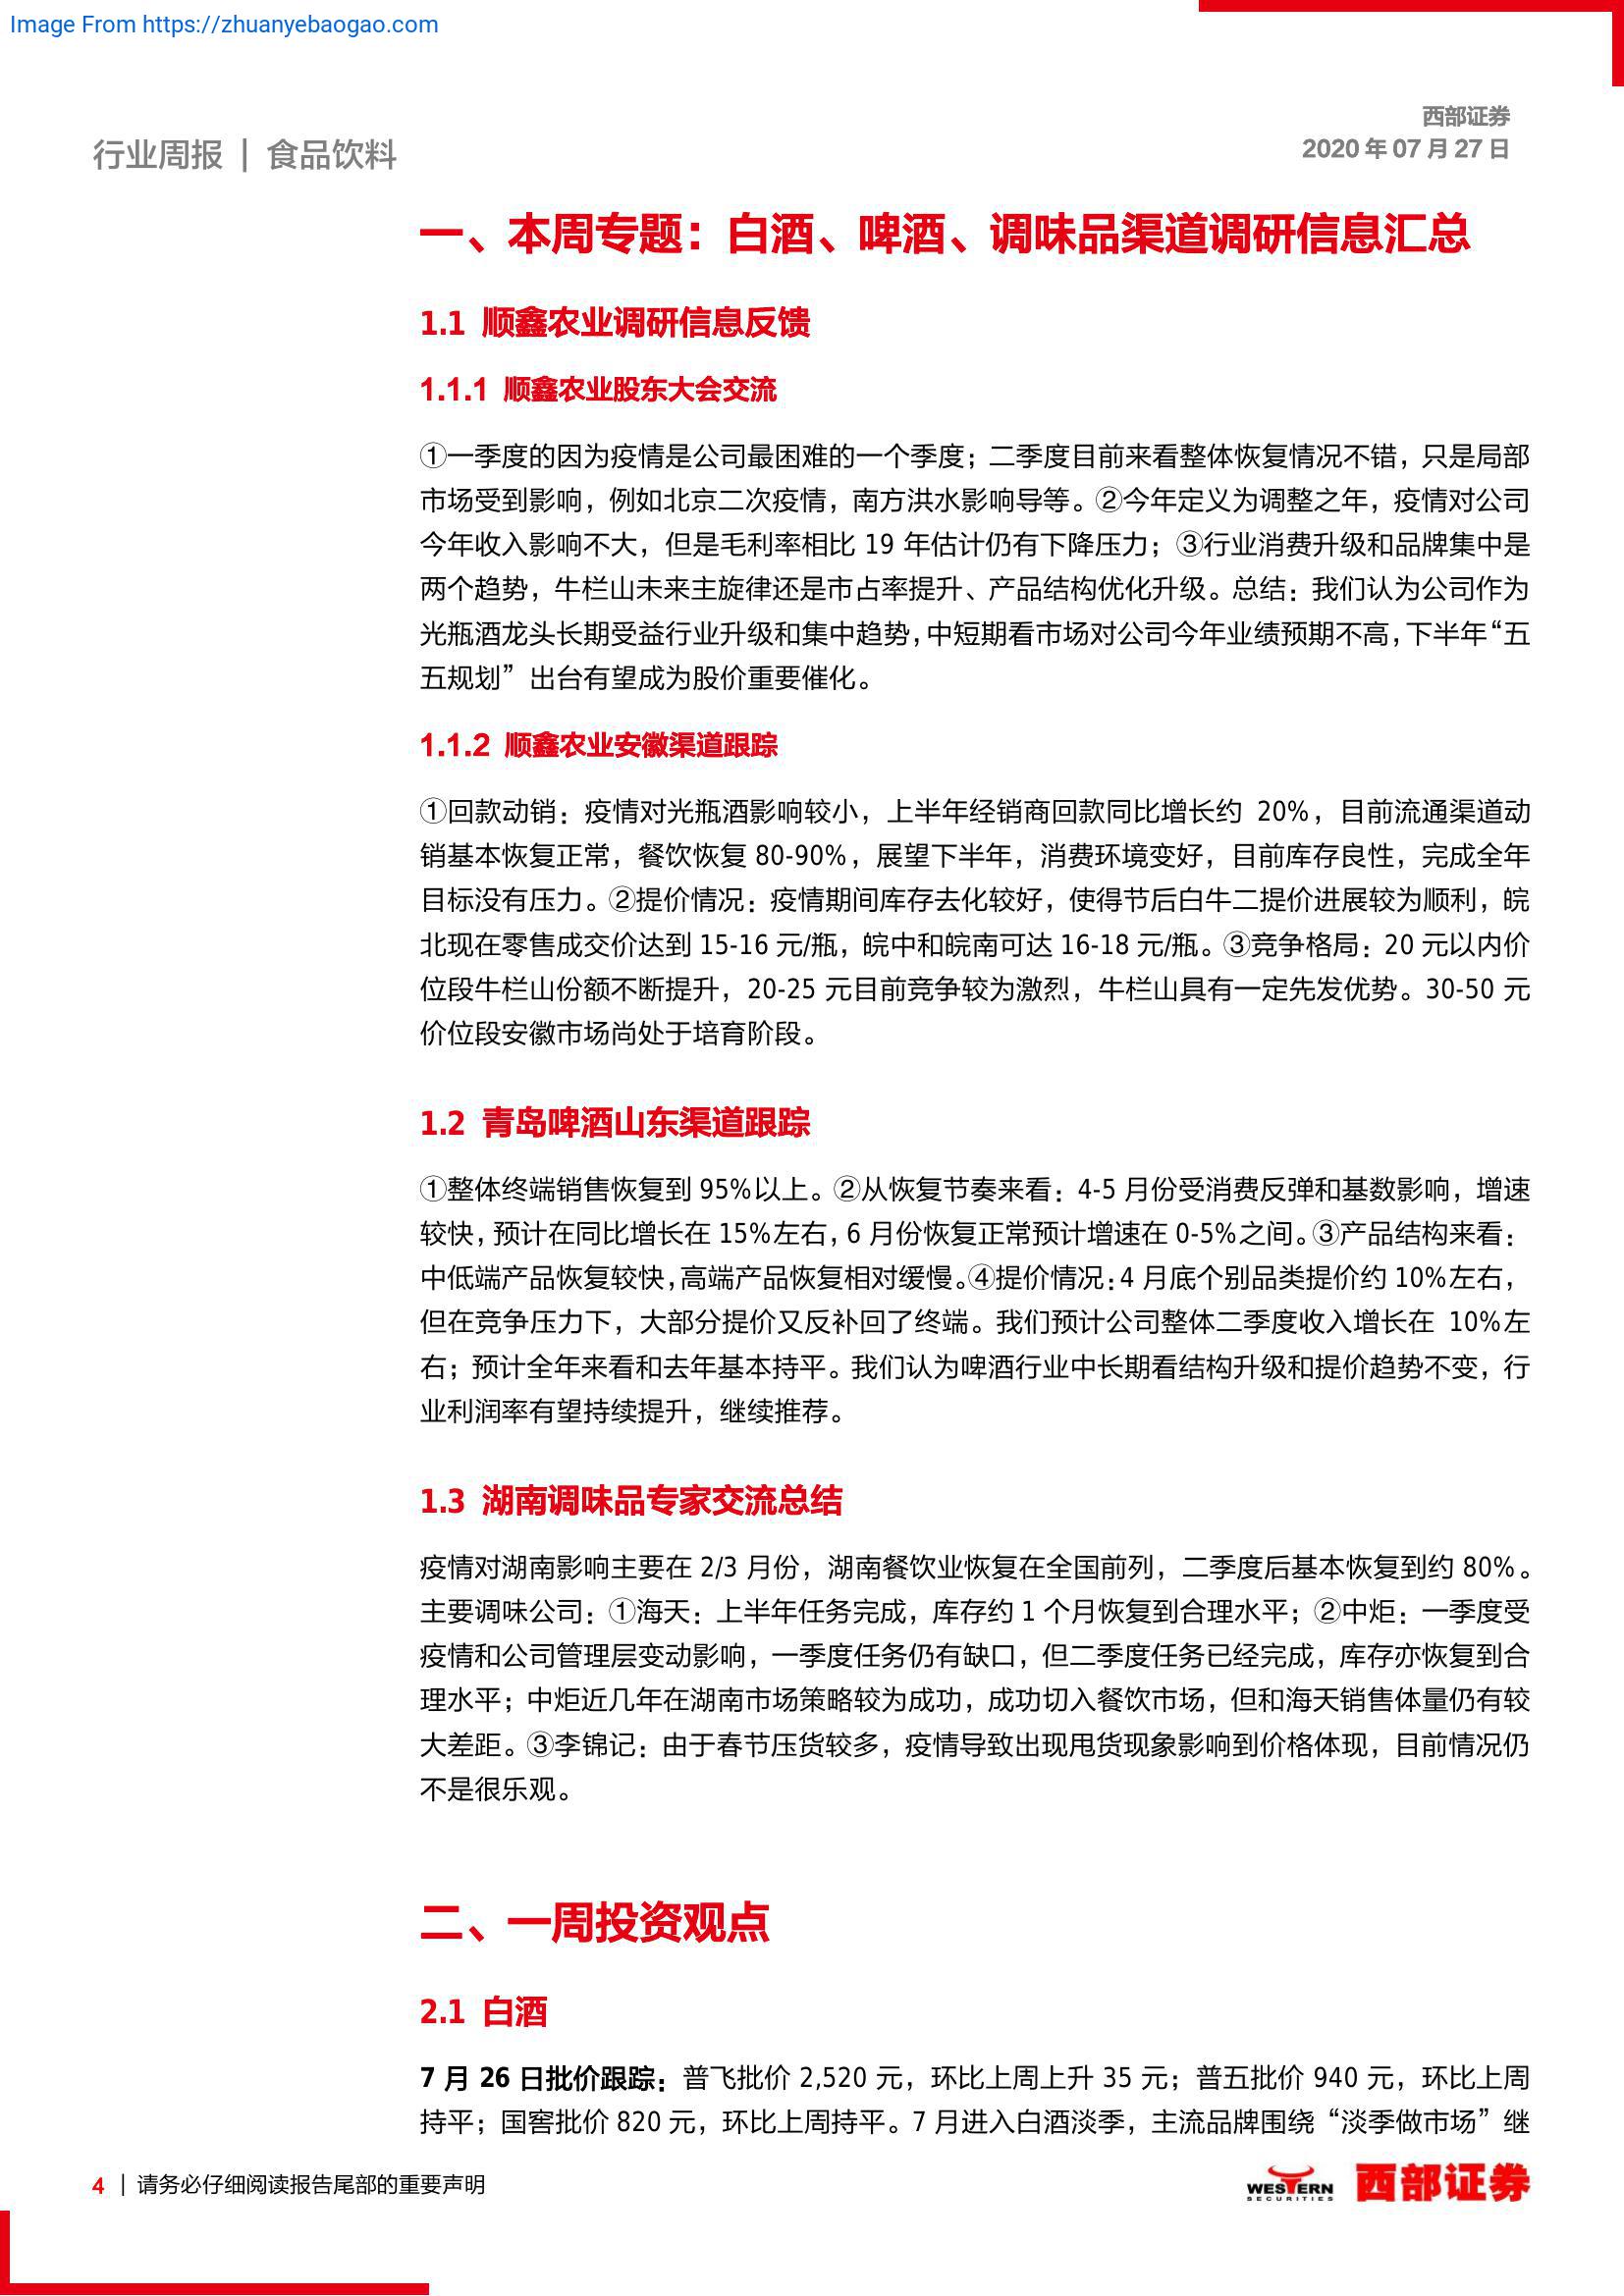 Image From https://zhuanyebaogao.com
西部证券
行业周报 | 食品饮料
2020 年 07 月 27 日
一、本周专题：白酒、啤酒、调味品渠道调研信息汇总
1.1 顺鑫农业调研信息反馈
1.1.1 顺鑫农业股东大会交流
①一季度的因为疫情是公司最困难的一个季度；二季度目前来看整体恢复情况不错，只是局部
市场受到影响，例如北京二次疫情，南方洪水影响导等。②今年定义为调整之年，疫情对公司
今年收入影响不大，但是毛利率相比 19 年估计仍有下降压力；③行业消费升级和品牌集中是
两个趋势，牛栏山未来主旋律还是市占率提升、产品结构优化升级。总结：我们认为公司作为
光瓶酒龙头长期受益行业升级和集中趋势，中短期看市场对公司今年业绩预期不高，下半年“五
五规划”出台有望成为股价重要催化。
1.1.2 顺鑫农业安徽渠道跟踪
①回款动销：疫情对光瓶酒影响较小，上半年经销商回款同比增长约 20%，目前流通渠道动
销基本恢复正常，餐饮恢复 80-90%，展望下半年，消费环境变好，目前库存良性，完成全年
目标没有压力。②提价情况：疫情期间库存去化较好，使得节后白牛二提价进展较为顺利，皖
北现在零售成交价达到 15-16 元/瓶，皖中和皖南可达 16-18 元/瓶。③竞争格局：20 元以内价
位段牛栏山份额不断提升，20-25 元目前竞争较为激烈，牛栏山具有一定先发优势。30-50 元
价位段安徽市场尚处于培育阶段。
1.2 青岛啤酒山东渠道跟踪
①整体终端销售恢复到 95%以上。②从恢复节奏来看：4-5 月份受消费反弹和基数影响，增速
较快，预计在同比增长在 15%左右，6 月份恢复正常预计增速在 0-5%之间。③产品结构来看：
中低端产品恢复较快，高端产品恢复相对缓慢。④提价情况：4 月底个别品类提价约 10%左右，
但在竞争压力下，大部分提价又反补回了终端。我们预计公司整体二季度收入增长在 10%左
右；预计全年来看和去年基本持平。我们认为啤酒行业中长期看结构升级和提价趋势不变，行
业利润率有望持续提升，继续推荐。
1.3 湖南调味品专家交流总结
疫情对湖南影响主要在 2/3 月份，湖南餐饮业恢复在全国前列，二季度后基本恢复到约 80%。
主要调味公司：①海天：上半年任务完成，库存约 1 个月恢复到合理水平；②中炬：一季度受
疫情和公司管理层变动影响，一季度任务仍有缺口，但二季度任务已经完成，库存亦恢复到合
理水平；中炬近几年在湖南市场策略较为成功，成功切入餐饮市场，但和海天销售体量仍有较
大差距。③李锦记：由于春节压货较多，疫情导致出现甩货现象影响到价格体现，目前情况仍
不是很乐观。
二、一周投资观点
2.1 白酒
7 月 26 日批价跟踪：普飞批价 2,520 元，环比上周上升 35 元；普五批价 940 元，环比上周
持平；国窖批价 820 元，环比上周持平。7 月进入白酒淡季，主流品牌围绕“淡季做市场”继
4 | 请务必仔细阅读报告尾部的重要声明
WESTERN
SECURITIES
西部证券